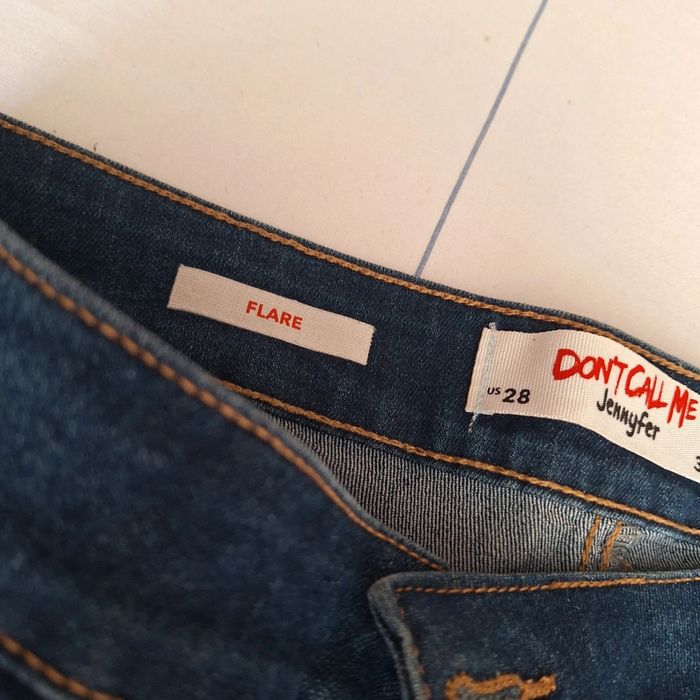 FLARE
US 28
DON'T CALL ME
Jennyfer